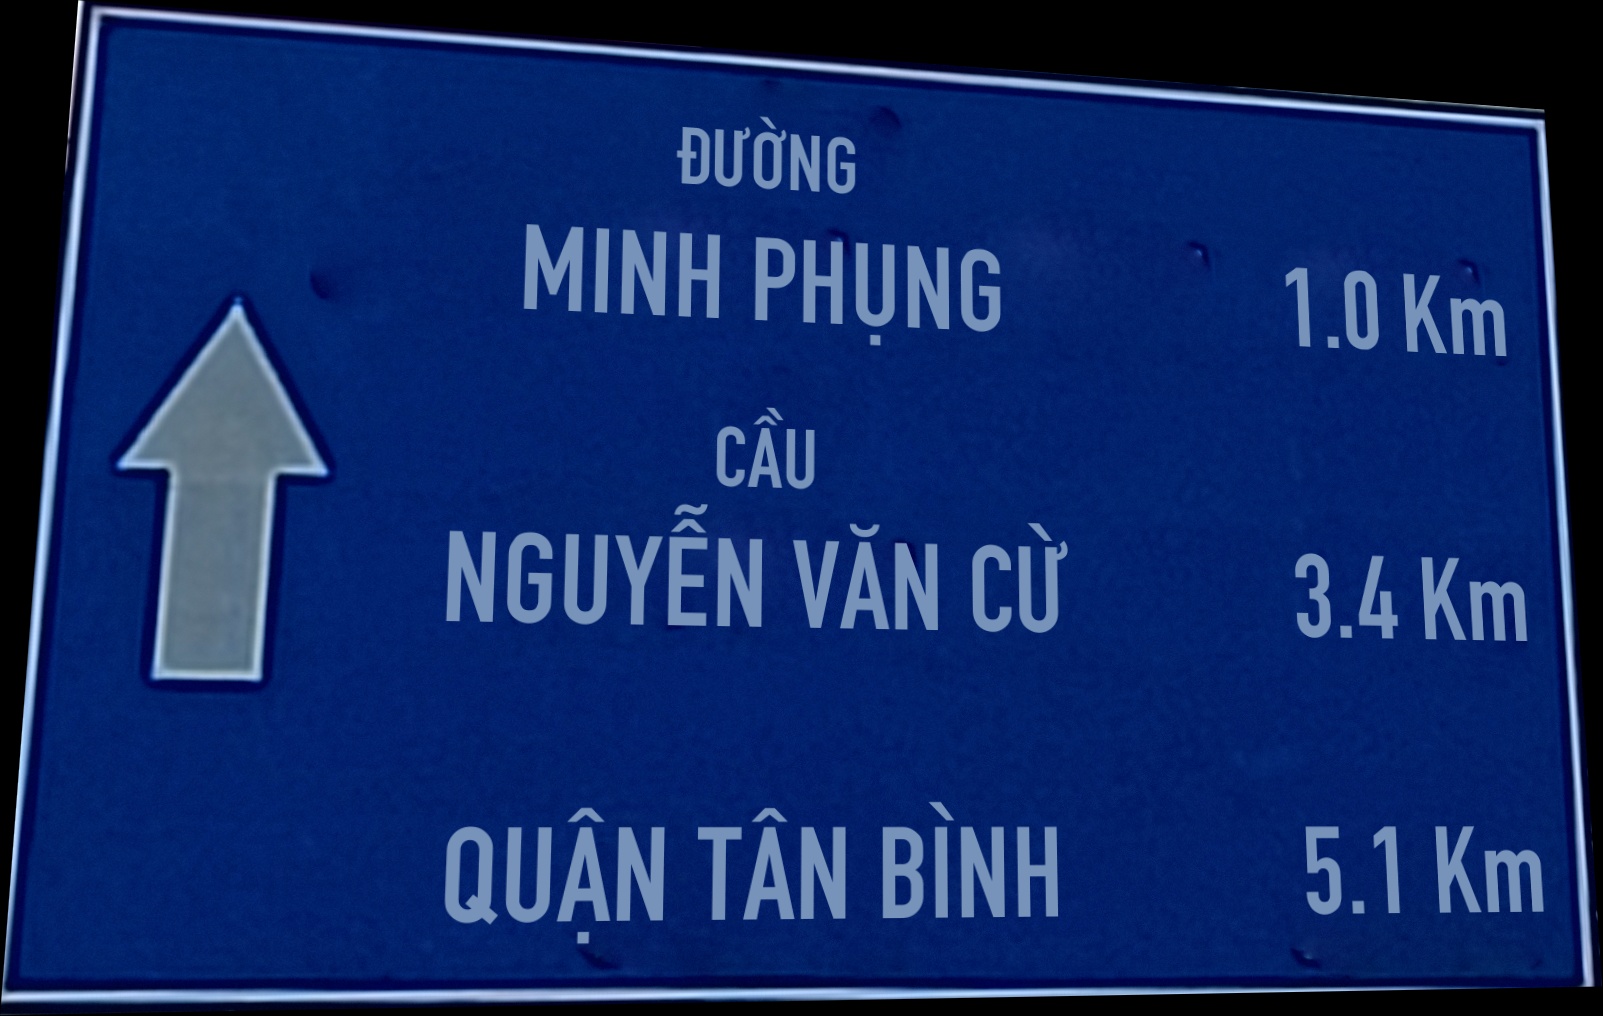 ĐƯỜNG
MINH PHỤNG 1.0 Km
CẦU
NGUYỄN VĂN CỪ 3.4 Km
QUẬN TÂN BÌNH 5.1 Km